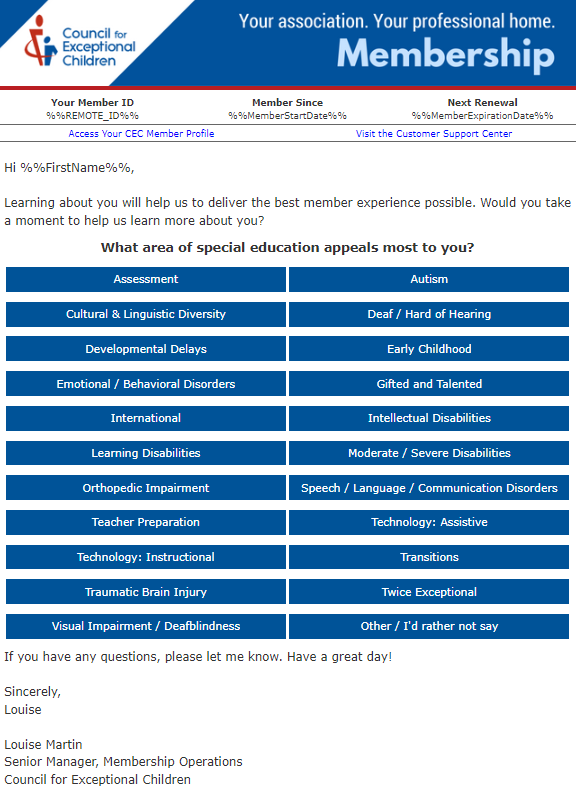 Council for
Exceptional
Children
Your association. Your professional home.
Membership
Your Member ID Member Since Next Renewal
%%REMOTE_ID%% %%MemberStartDate%% %%MemberExpirationDate%%
Access Your CEC Member Profile Visit the Customer Support Center
Hi %%FirstName%%,
Learning about you will help us to deliver the best member experience possible. Would you take
a moment to help us learn more about you?
What area of special education appeals most to you?
Assessment Autism
Cultural & Linguistic Diversity Deaf / Hard of Hearing
Developmental Delays Early Childhood
Emotional / Behavioral Disorders Gifted and Talented
International Intellectual Disabilities
Learning Disabilities Moderate / Severe Disabilities
Orthopedic Impairment Speech / Language / Communication Disorders
Teacher Preparation Technology: Assistive
Technology: Instructional Transitions
Traumatic Brain Injury Twice Exceptional
Visual Impairment / Deafblindness Other / I'd rather not say
If you have any questions, please let me know. Have a great day!
Sincerely,
Louise
Louise Martin
Senior Manager, Membership Operations
Council for Exceptional Children